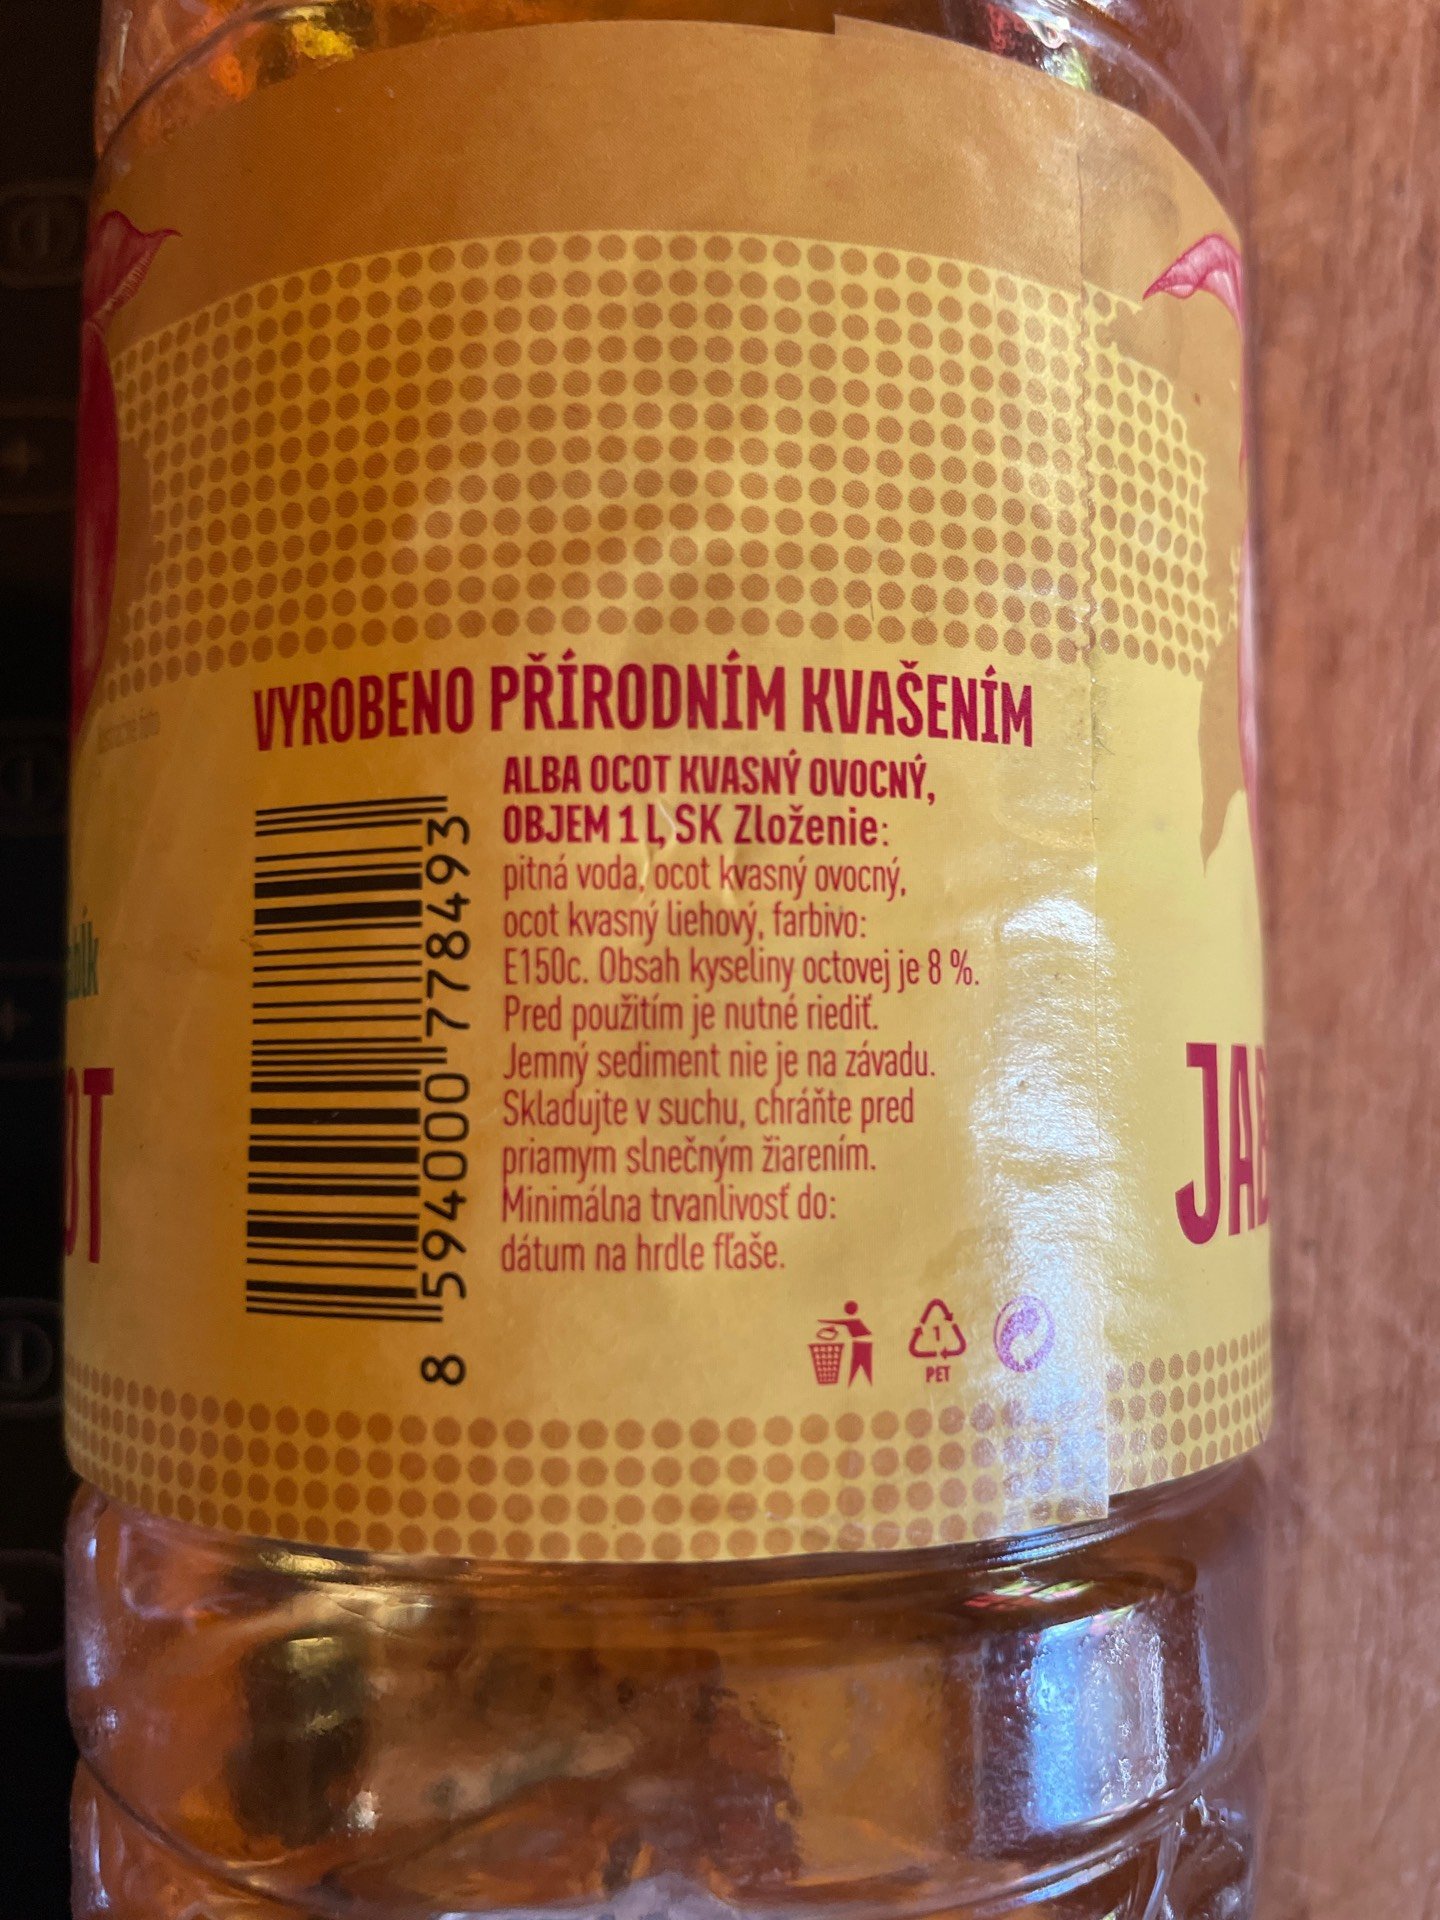 VYROBENO PŘÍRODNÍM KVAŠENÍM
ALBA OCOT KVASNÝ OVOCNÝ,
OBJEM 1 L, SK Zloženie:
pitná voda, ocot kvasný ovocný,
ocot kvasný liehový, farbivo:
E150c. Obsah kyseliny octovej je 8 %.
Pred použitím je nutné riediť.
Jemný sediment nie je na závadu.
Skladujte v suchu, chráňte pred
priamym slnečným žiarením.
Minimálna trvanlivosť do:
dátum na hrdle fľaše.
8 594000 778493
1
PET
OT
JAB